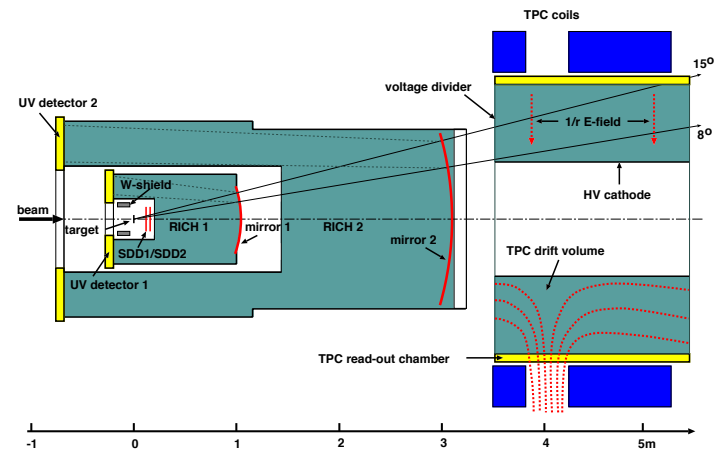 TPC coils
15o
voltage divider
UV detector 2
1/r E-field
8o
W-shield
HV cathode
beam
target
RICH 1
mirror 1
RICH 2
mirror 2
SDD1/SDD2
TPC drift volume
UV detector 1
TPC read-out chamber
-1 0 1 2 3 4 5m